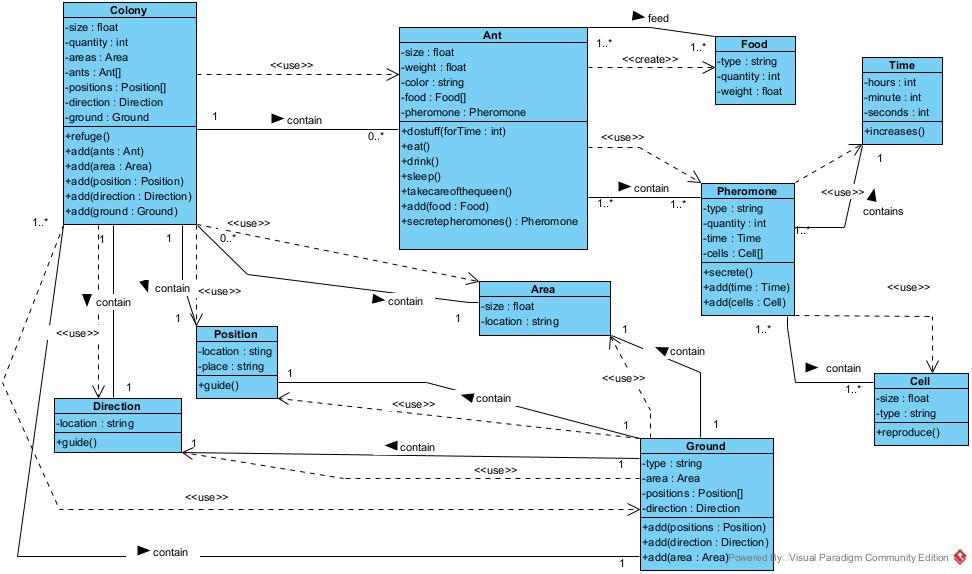 Colony
-size : float
-quantity : int
-areas : Area
-ants : Ant[]
-positions : Position[]
-direction : Direction
-ground : Ground
+refuge()
+add(ants : Ant)
+add(area : Area)
+add(position : Position)
+add(direction : Direction)
+add(ground : Ground)
<<use>>
1
contain
0..*
Ant
-size : float
-weight : float
-color : string
-food : Food[]
-pheromone : Pheromone
+dostuff(forTime : int)
+eat()
+drink()
+sleep()
+takecareofthequeen()
+add(food : Food)
+secretepheromones() : Pheromone
feed
1..*
1..*
<<create>>
Food
-type : string
-quantity : int
-weight : float
Time
-hours : int
-minute : int
-seconds : int
+increases()
<<use>>
contain
1..*
1..*
Pheromone
-type : string
-quantity : int
-time : Time
-cells : Cell[]
+secrete()
+add(time : Time)
+add(cells : Cell)
1
<<use>>
contains
1..*
<<use>>
1..*
contain
1..*
Cell
-size : float
-type : string
+reproduce()
1..*
1
1
0..*
<<use>>
contain
contain
<<use>>
contain
1
Area
-size : float
-location : string
<<use>>
1
1
Position
-location : sting
-place : string
+guide()
1
contain
<<use>>
1
contain
<<use>>
1
1
Direction
-location : string
+guide()
1
contain
1
<<use>>
<<use>>
contain
1
Ground
-type : string
-area : Area
-positions : Position[]
-direction : Direction
+add(positions : Position)
+add(direction : Direction)
+add(area : Area)
Powered By Visual Paradigm Community Edition